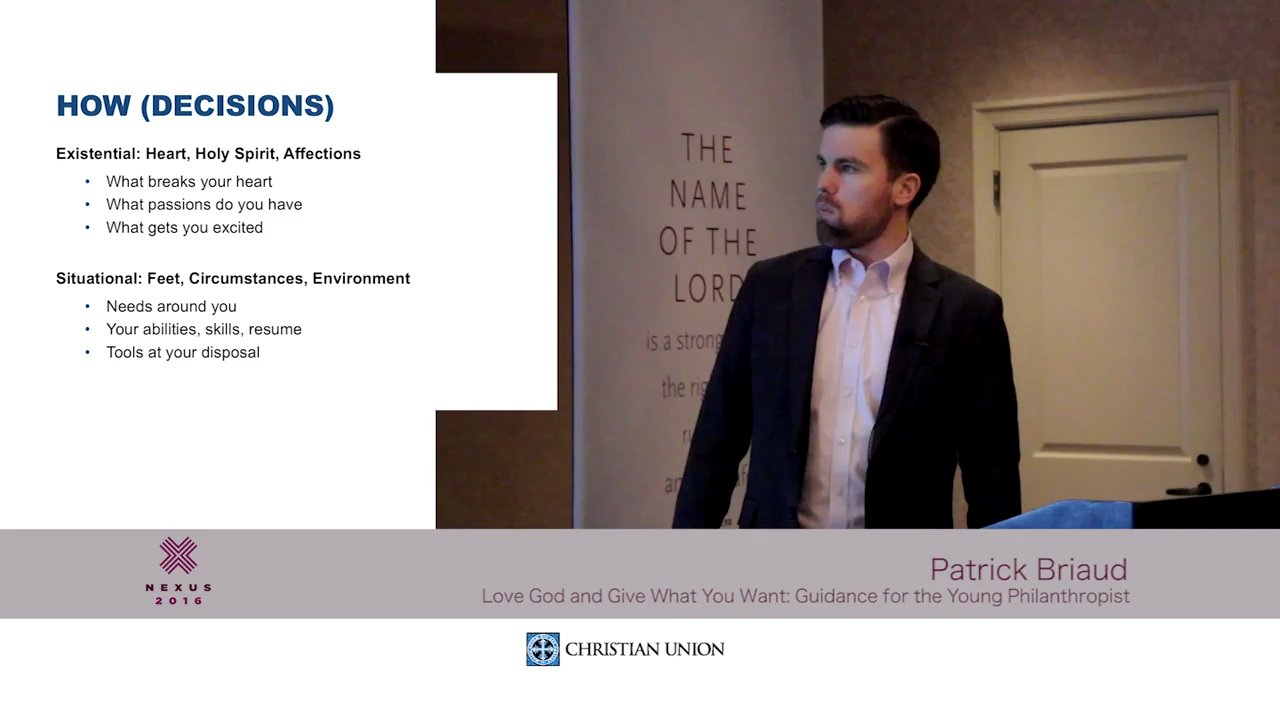 HOW (DECISIONS)
Existential: Heart, Holy Spirit, Affections
• What breaks your heart
• What passions do you have
• What gets you excited
Situational: Feet, Circumstances, Environment
• Needs around you
• Your abilities, skills, resume
• Tools at your disposal
THE
NAME
OF THE
LORD
is a strong
the
NEXUS
2016
Patrick Briaud
Love God and Give What You Want: Guidance for the Young Philanthropist
CHRISTIAN UNION